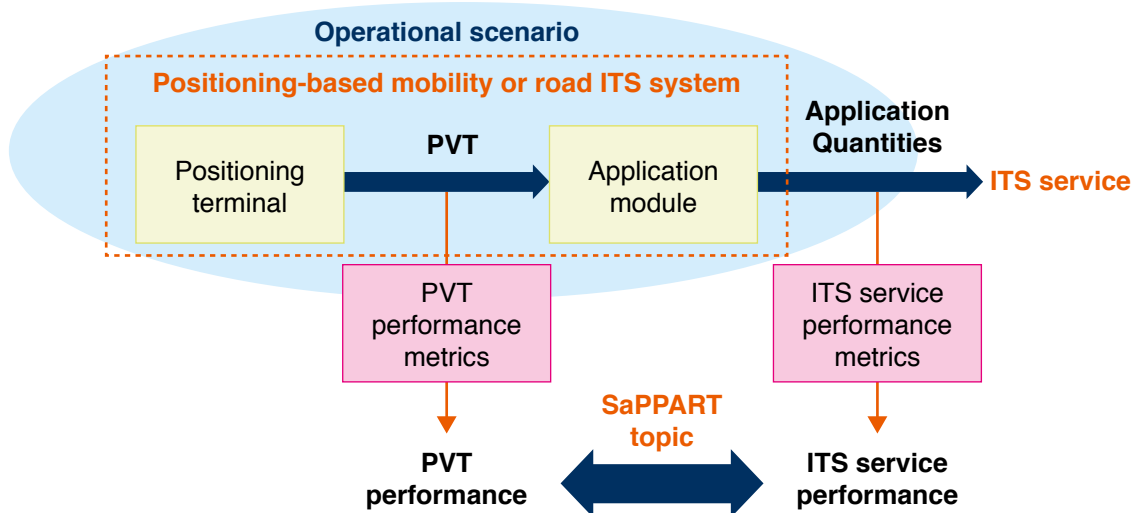 Operational scenario
Positioning-based mobility or road ITS system
Positioning
terminal
PVT
Application
module
Application
Quantities
ITS service
PVT
performance
metrics
ITS service
performance
metrics
SaPPART
topic
PVT
performance
ITS service
performance